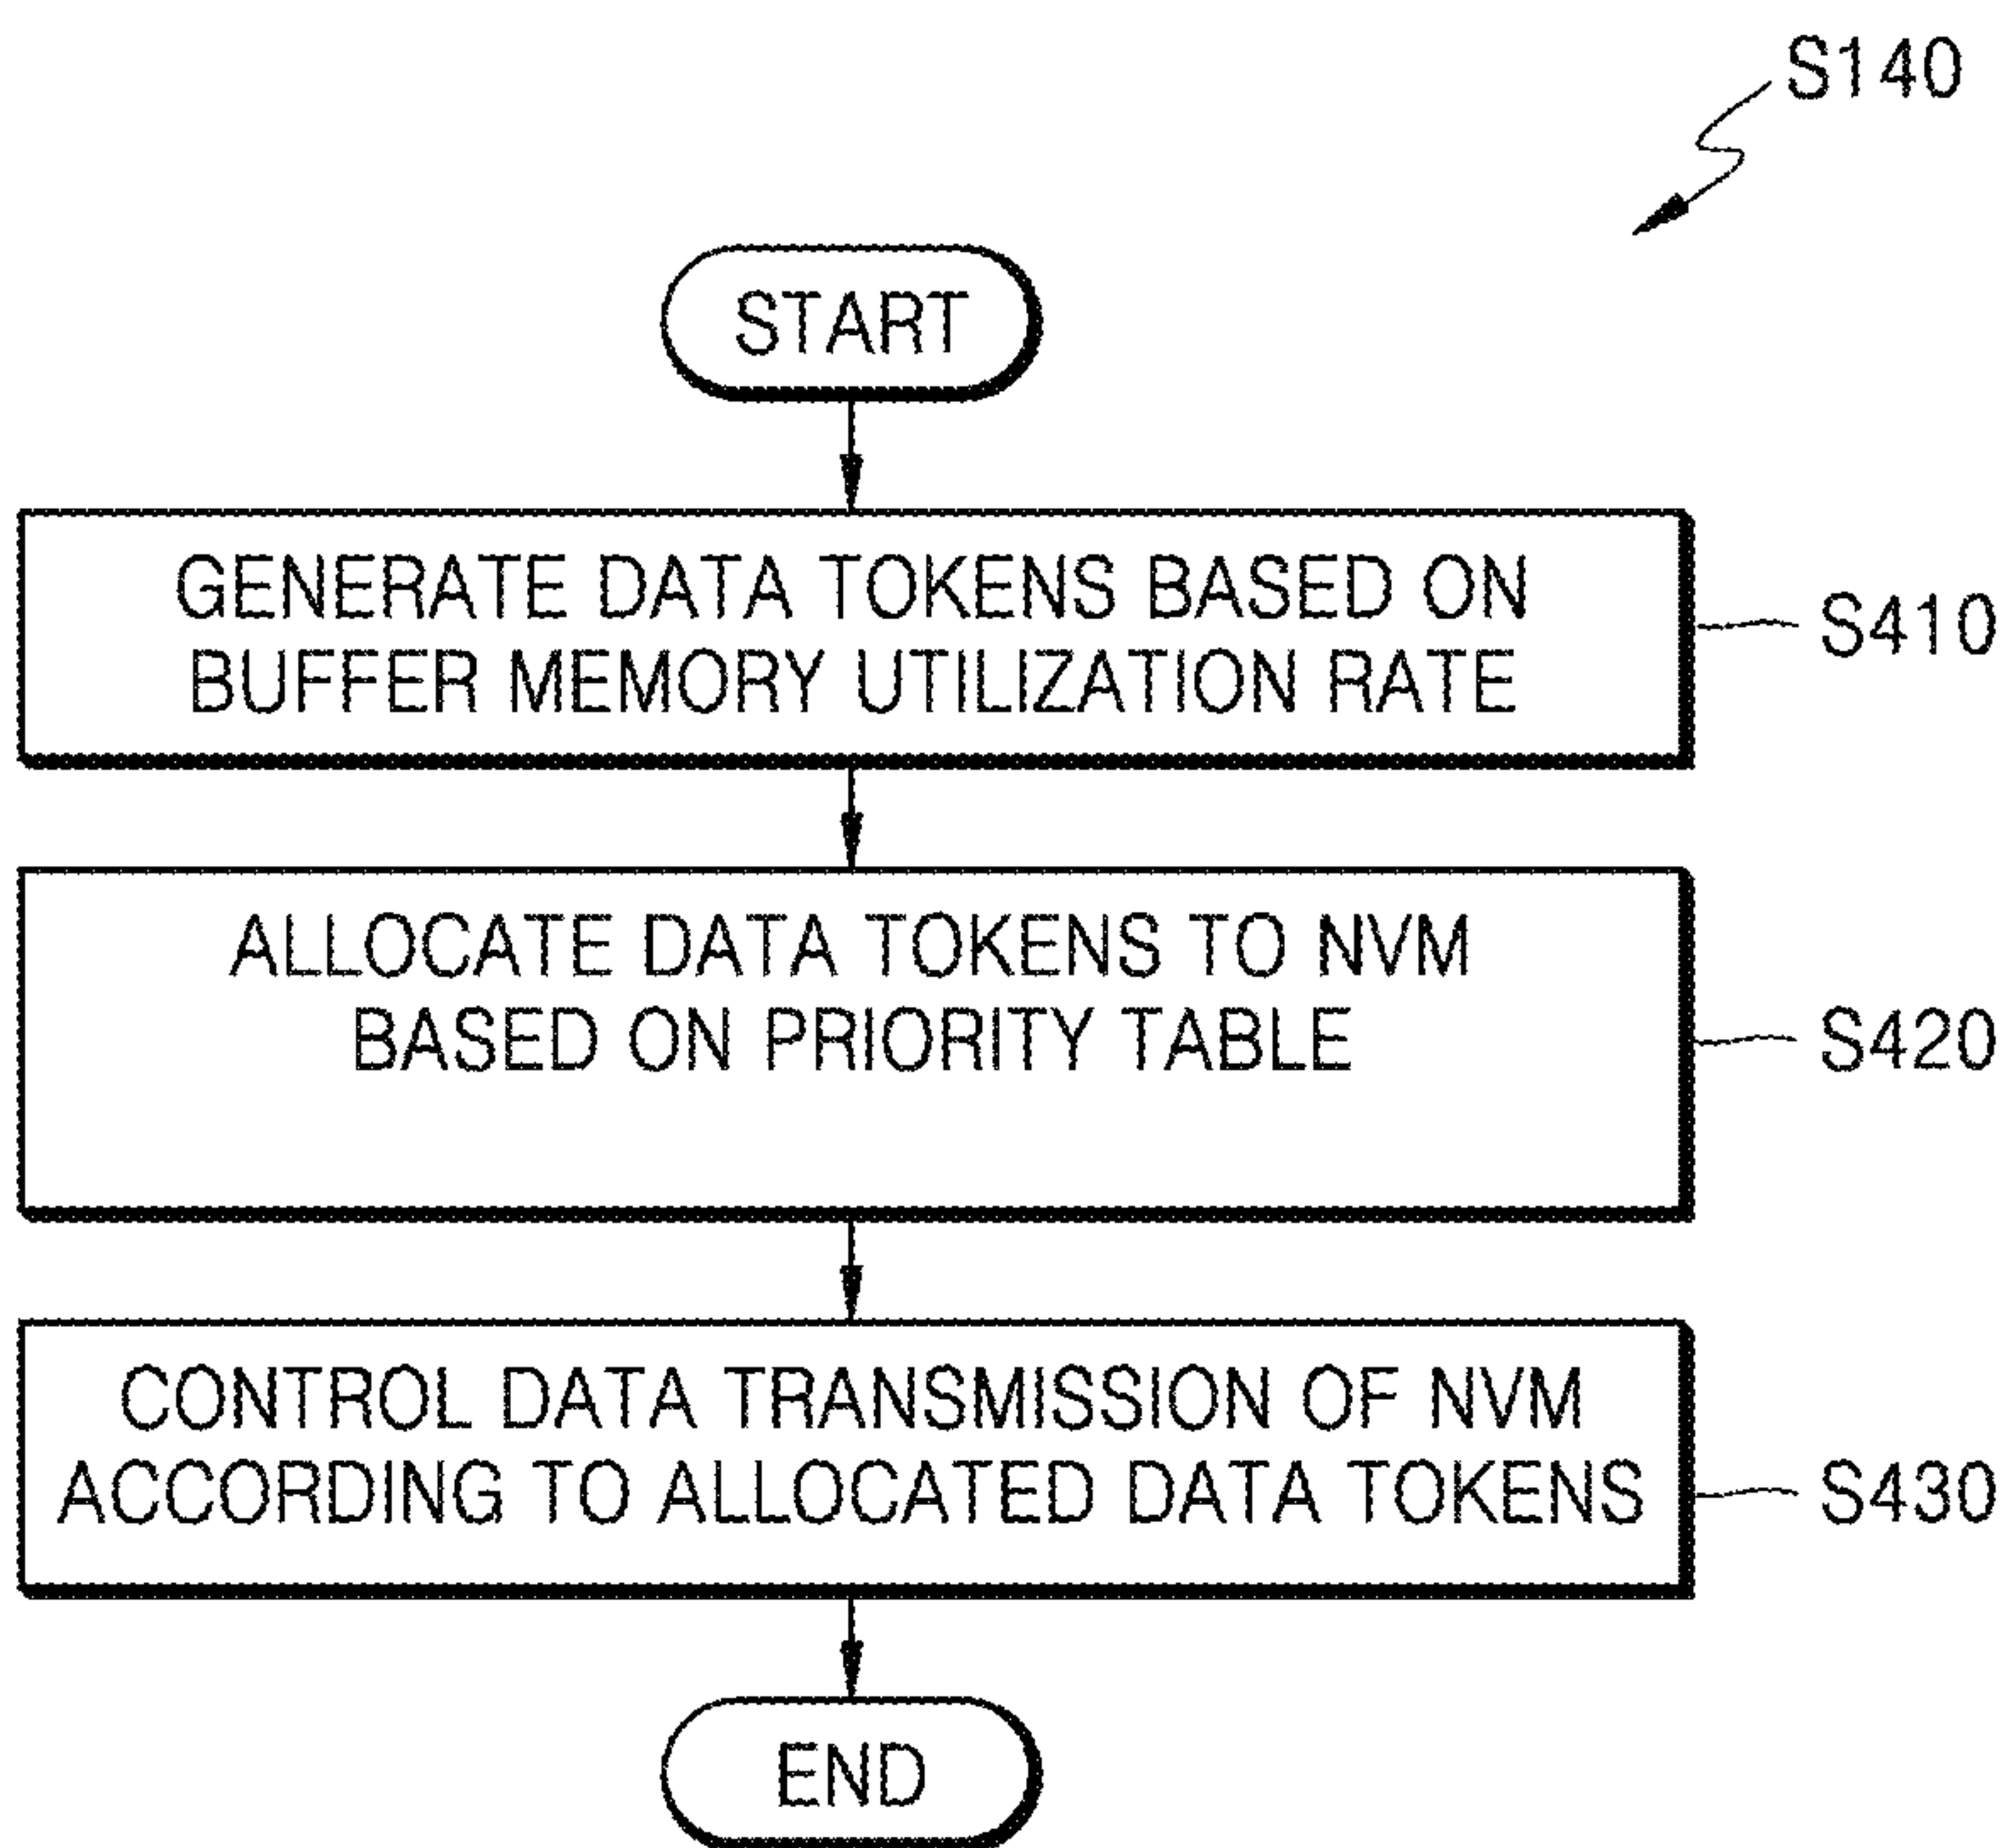 S140
START
GENERATE DATA TOKENS BASED ON
BUFFER MEMORY UTILIZATION RATE
S410
ALLOCATE DATA TOKENS TO NVM
BASED ON PRIORITY TABLE
S420
CONTROL DATA TRANSMISSION OF NVM
ACCORDING TO ALLOCATED DATA TOKENS
S430
END